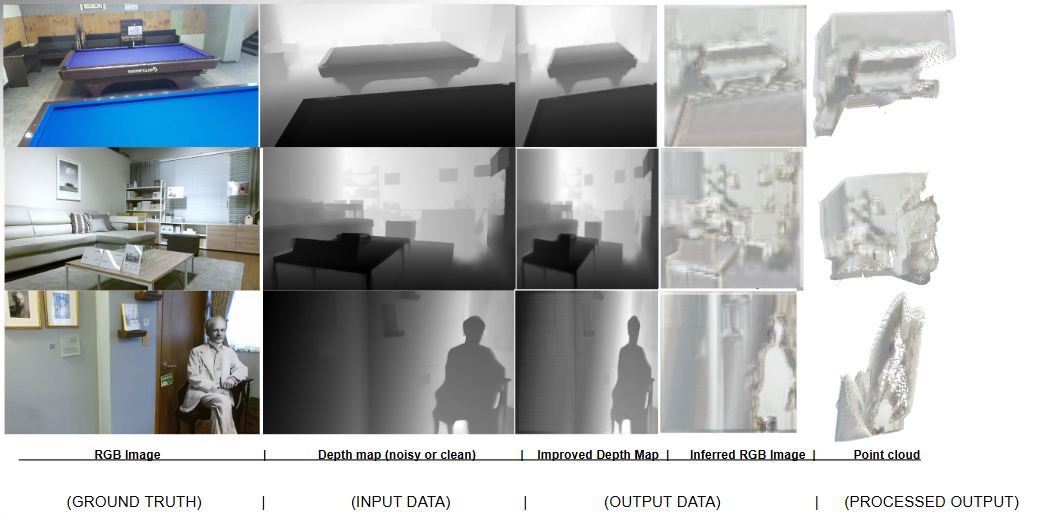 RGB Image | Depth map (noisy or clean) | Improved Depth Map | Inferred RGB Image | Point cloud
(GROUND TRUTH) | (INPUT DATA) | (OUTPUT DATA) | (PROCESSED OUTPUT)